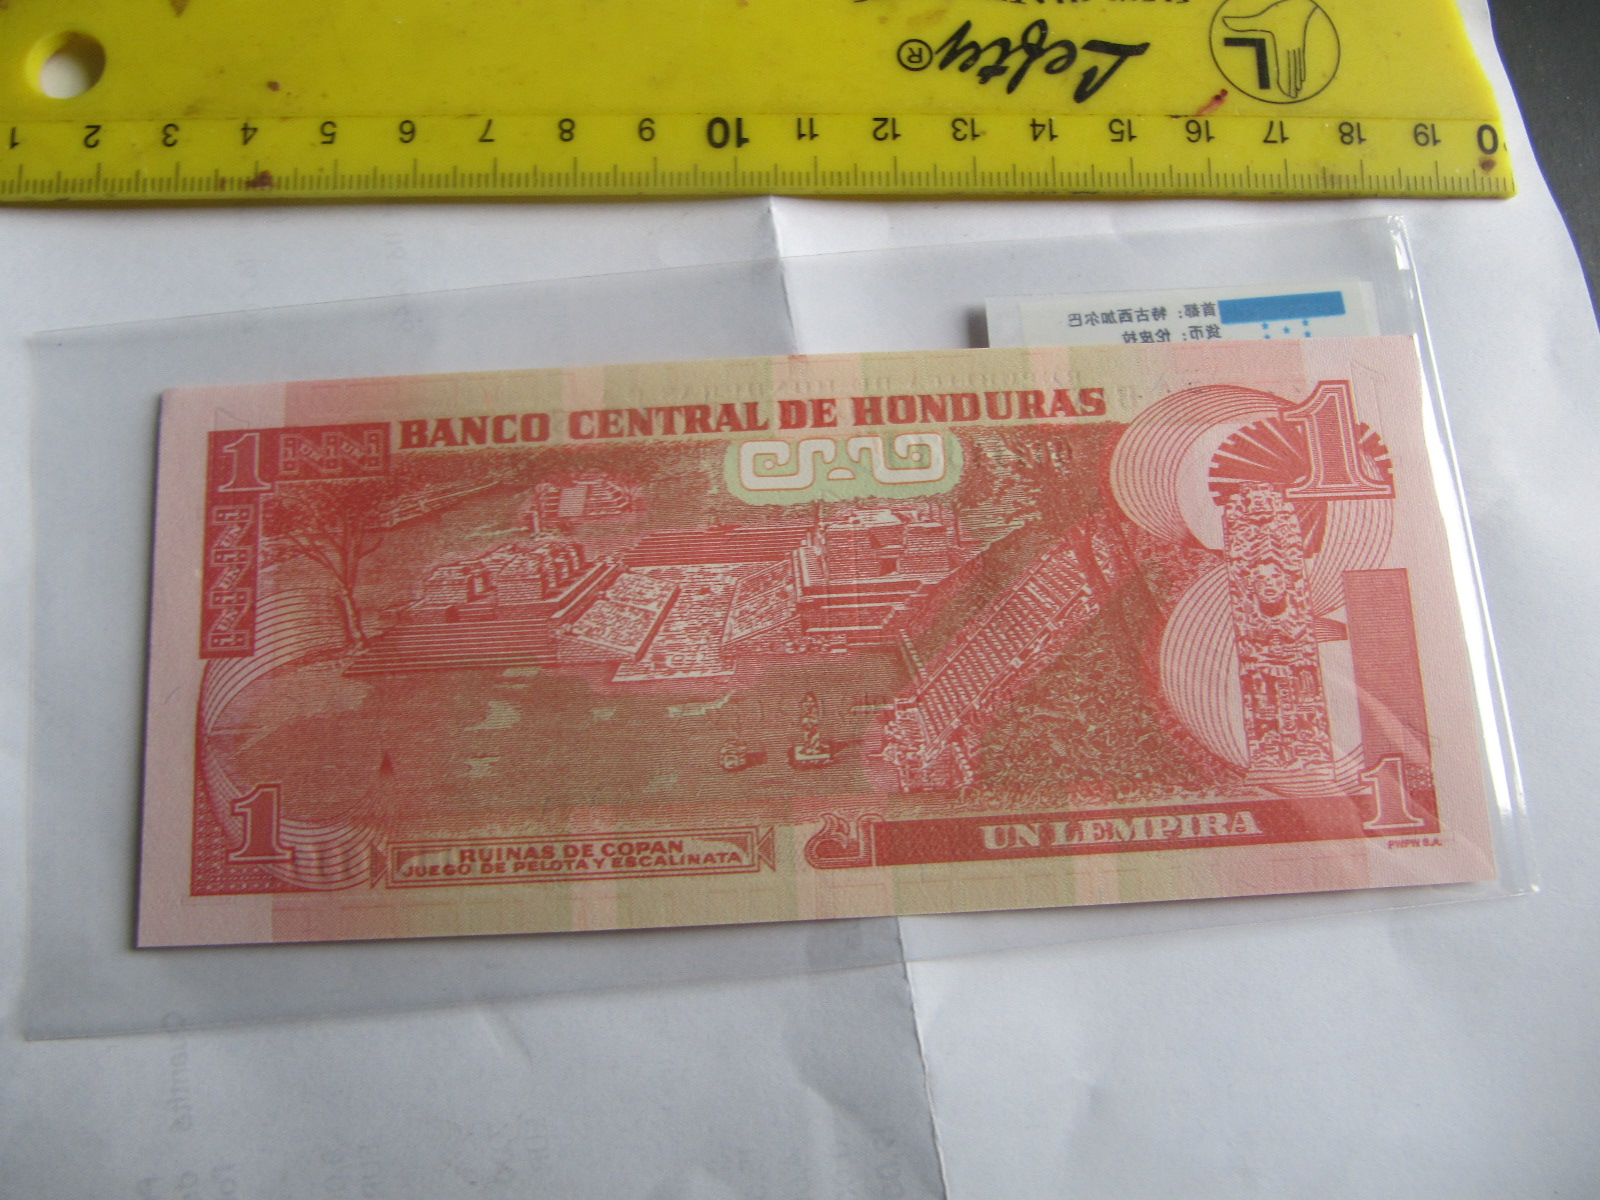 Lefty ®
1 2 3 4 5 6 7 8 9 10 11 12 13 14 15 16 17 18 19 0
L
首都：特古西加尔巴
货币：伦皮拉
BANCO CENTRAL DE HONDURAS
1
1
1
RUINAS DE COPAN
JUEGO DE PELOTA Y ESCALINATA
UN LEMPIRA
1
PWPW S.A.